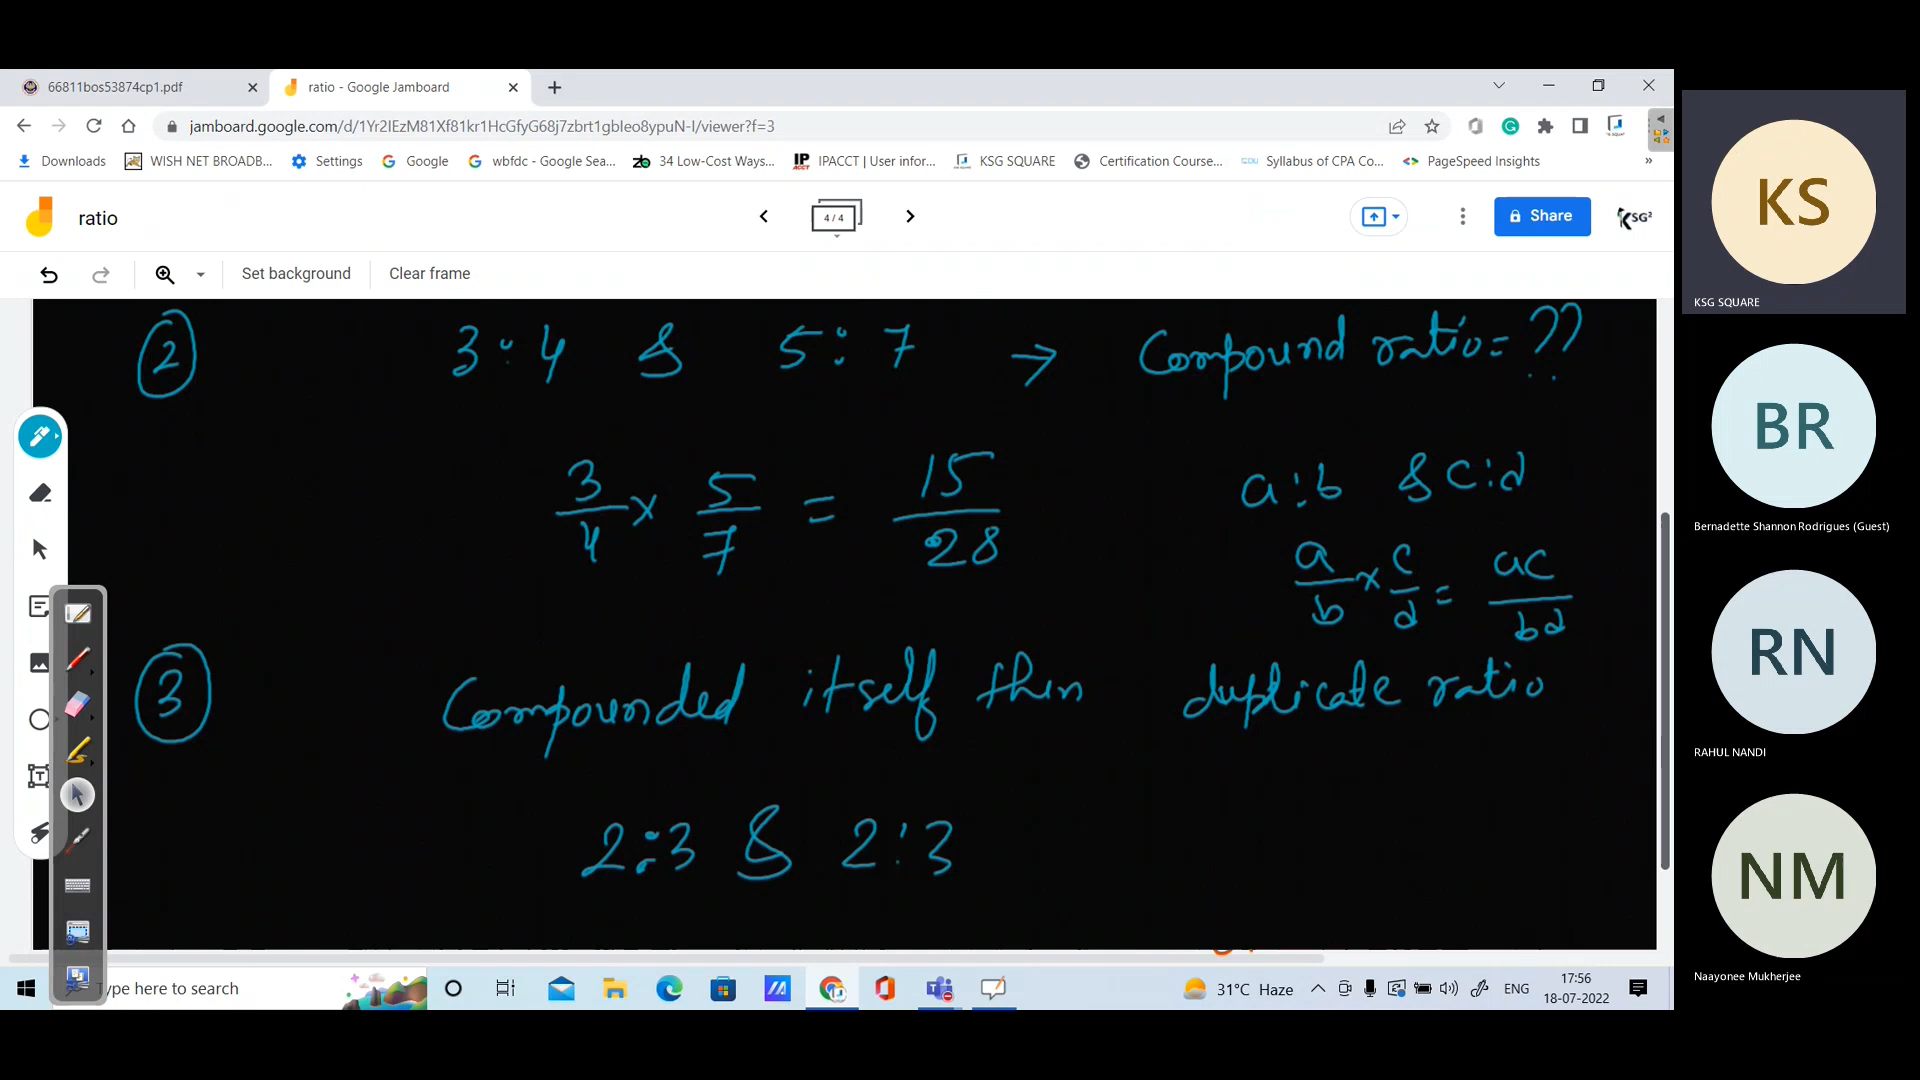 66811bos53874cp1.pdf
ratio - Google Jamboard
jamboard.google.com/d/1Yr2IEzM81Xf81kr1HcGfyG68j7zbrt1gbIeo8ypuN-I/viewer?f=3
Downloads WISH NET BROADB... Settings Google wbfdc - Google Sea... 34 Low-Cost Ways... IPACCT | User infor... KSG SQUARE Certification Course... Syllabus of CPA Co... PageSpeed Insights »
ratio
4 / 4
Share
KSG²
Set background Clear frame
② 3:4 & 5:7 → Compound ratio = ??
3/4 × 5/7 = 15/28
a:b & c:d
a/b × c/d = ac/bd
③ Compounded itself then duplicate ratio
2:3 & 2:3
Type here to search
31°C Haze
ENG
17:56
18-07-2022
KS
KSG SQUARE
BR
Bernadette Shannon Rodrigues (Guest)
RN
RAHUL NANDI
NM
Naayonee Mukherjee